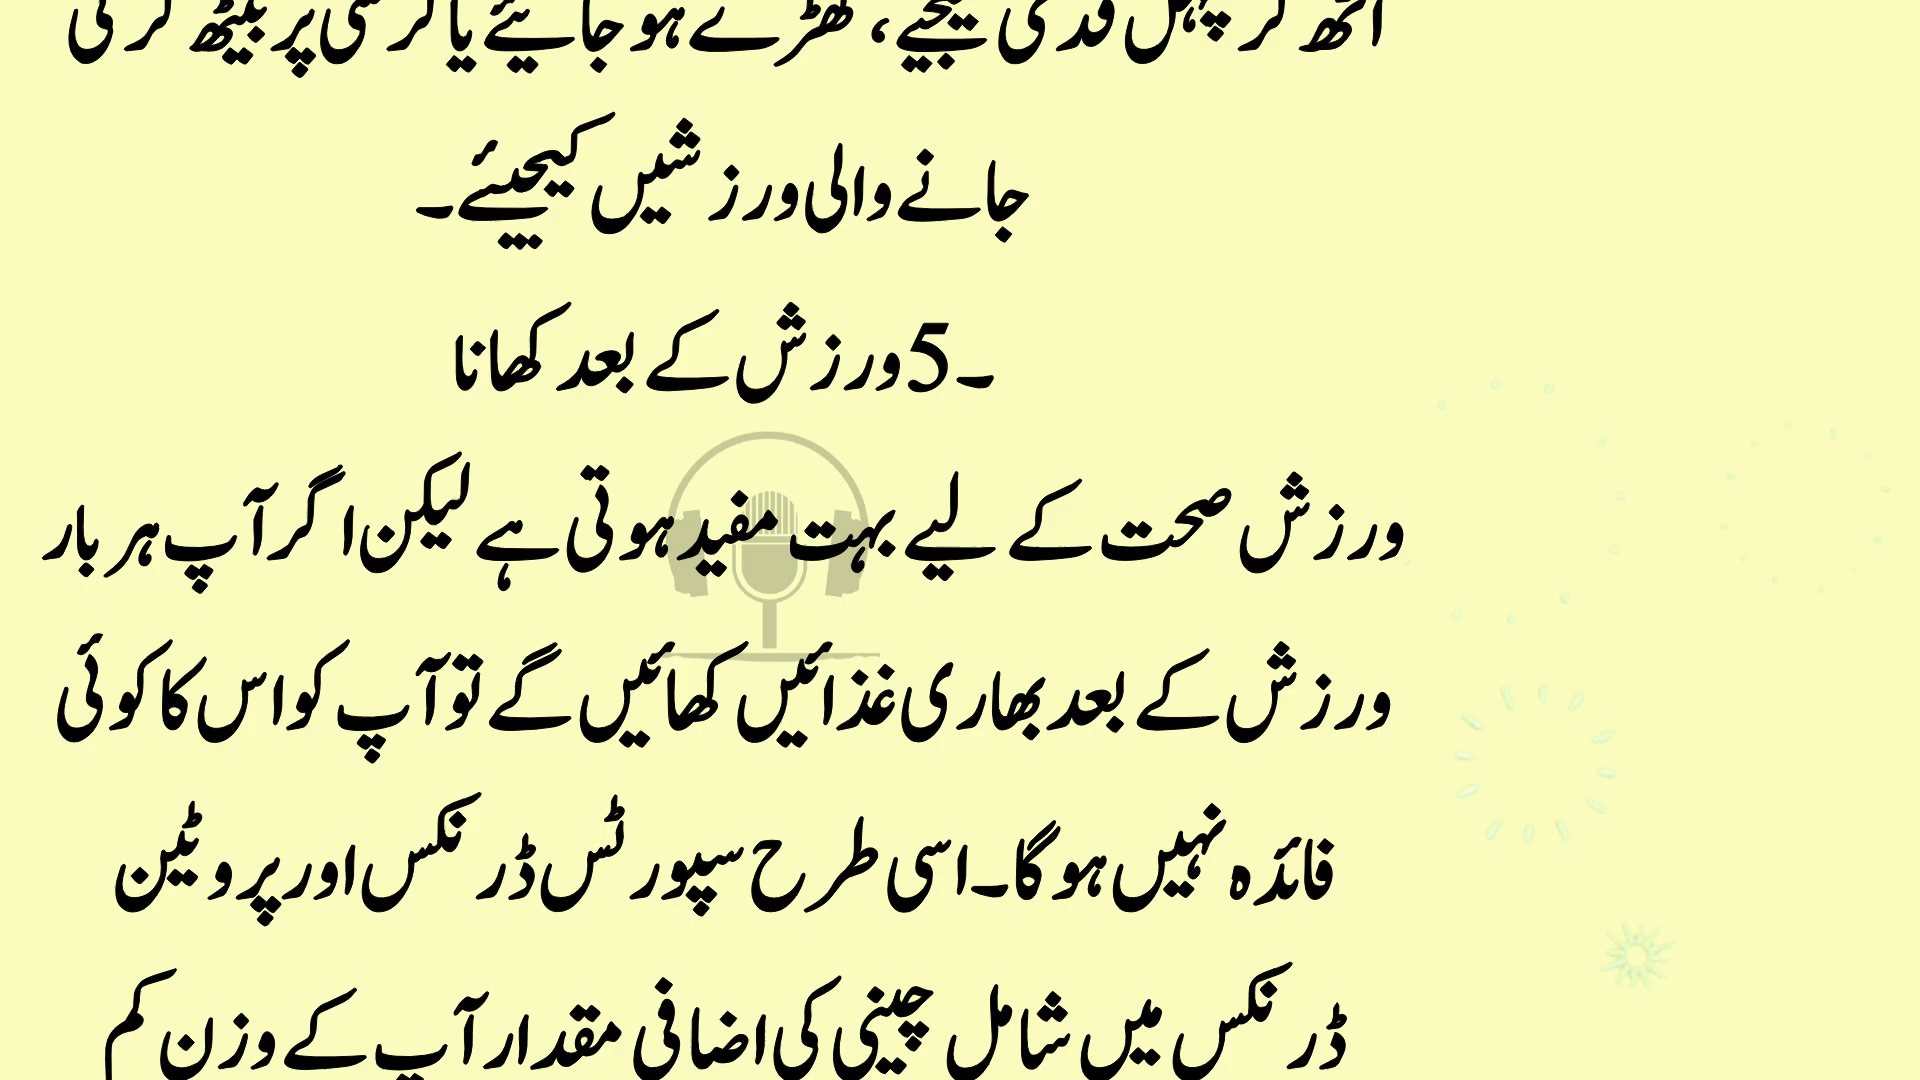 اٹھ کر چہل قدمی کیجیے، کھڑے ہو جائیئے یا کرسی پر بیٹھ کر کی
جانے والی ورزشیں کیجیئے۔
۔5ورزش کے بعد کھانا
ورزش صحت کے لیے بہت مفید ہوتی ہے لیکن اگر آپ ہر بار
ورزش کے بعد بھاری غذائیں کھائیں گے تو آپ کو اس کا کوئی
فائدہ نہیں ہو گا۔اسی طرح سپورٹس ڈرنکس اور پروٹین
ڈرنکس میں شامل چینی کی اضافی مقدار آپ کے وزن کم